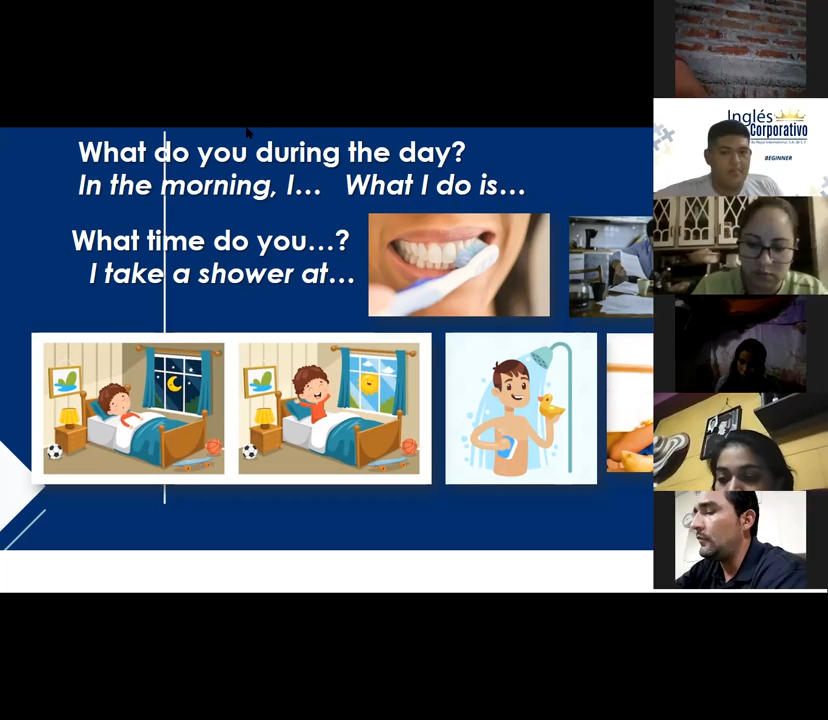 What do you during the day?
In the morning, I... What I do is...
What time do you...?
I take a shower at...
Inglés
Corporativo
BEGINNER